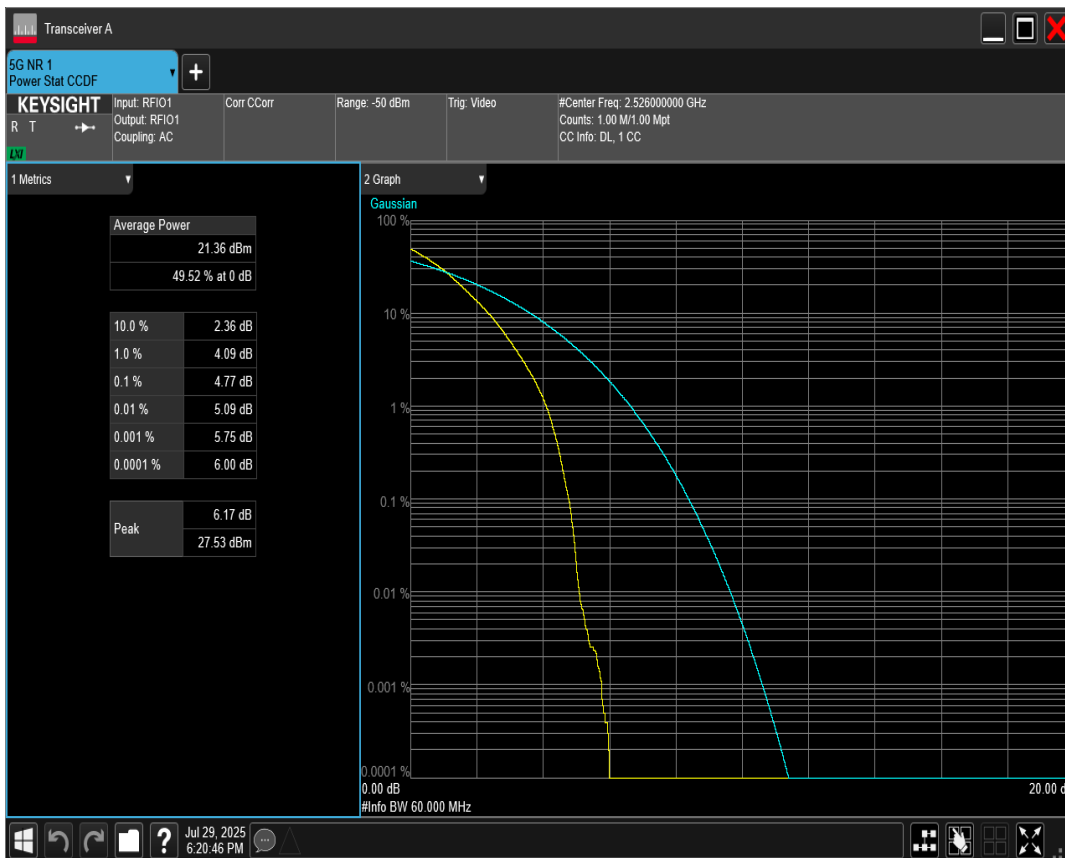 Transceiver A
5G NR 1
Power Stat CCDF
KEYSIGHT
R T
LXI
Input: RFIO1
Output: RFIO1
Coupling: AC
Corr CCorr
Range: -50 dBm
Trig: Video
#Center Freq: 2.526000000 GHz
Counts: 1.00 M/1.00 Mpt
CC Info: DL, 1 CC
1 Metrics
Average Power
21.36 dBm
49.52 % at 0 dB
10.0 % 2.36 dB
1.0 % 4.09 dB
0.1 % 4.77 dB
0.01 % 5.09 dB
0.001 % 5.75 dB
0.0001 % 6.00 dB
Peak
6.17 dB
27.53 dBm
2 Graph
Gaussian
100 %
10 %
1 %
0.1 %
0.01 %
0.001 %
0.0001 %
0.00 dB 20.00 d
#Info BW 60.000 MHz
?
Jul 29, 2025
6:20:46 PM